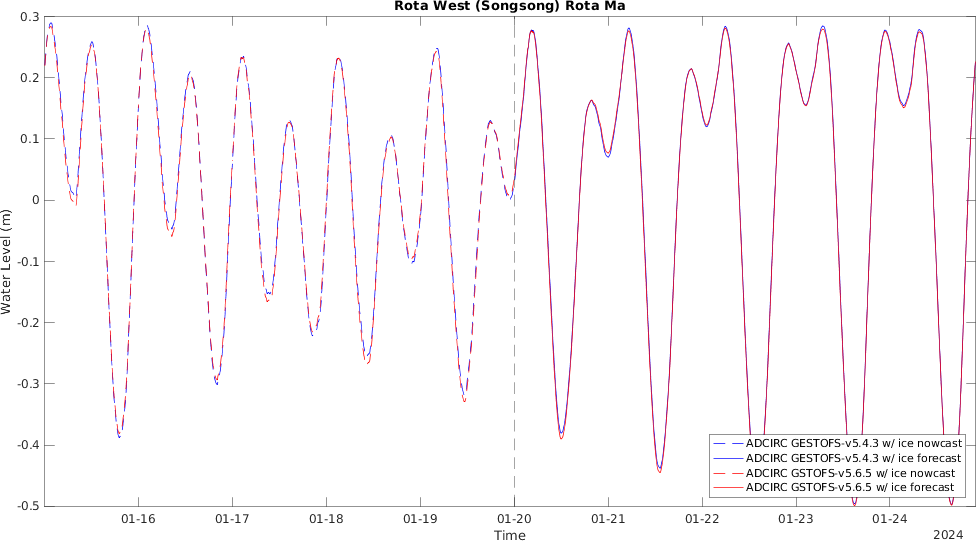 Rota West (Songsong) Rota Ma
0.3
0.2
0.1
0
-0.1
-0.2
-0.3
-0.4
-0.5
Water Level (m)
ADCIRC GESTOFS-v5.4.3 w/ ice nowcast
ADCIRC GESTOFS-v5.4.3 w/ ice forecast
ADCIRC GSTOFS-v5.6.5 w/ ice nowcast
ADCIRC GSTOFS-v5.6.5 w/ ice forecast
01-16 01-17 01-18 01-19 01-20 01-21 01-22 01-23 01-24
Time
2024